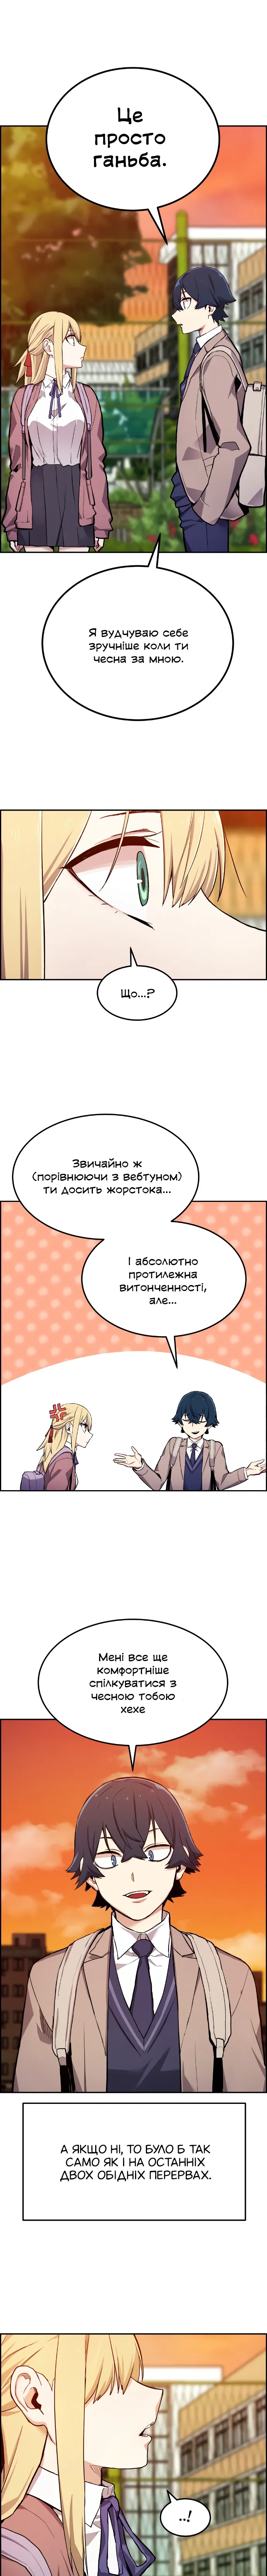 Це
просто
ганьба.
Я вудчуваю себе
зручніше коли ти
чесна за мною.
Що...?
Звичайно ж
(порівнюючи з вебтуном)
ти досить жорстока...
І абсолютно
протилежна
витонченності,
але...
Мені все ще
комфортніше
спілкуватися з
чесною тобою
хехе
А ЯКЩО НІ, ТО БУЛО Б ТАК
САМО ЯК І НА ОСТАННІХ
ДВОХ ОБІДНІХ ПЕРЕРВАХ.
..!